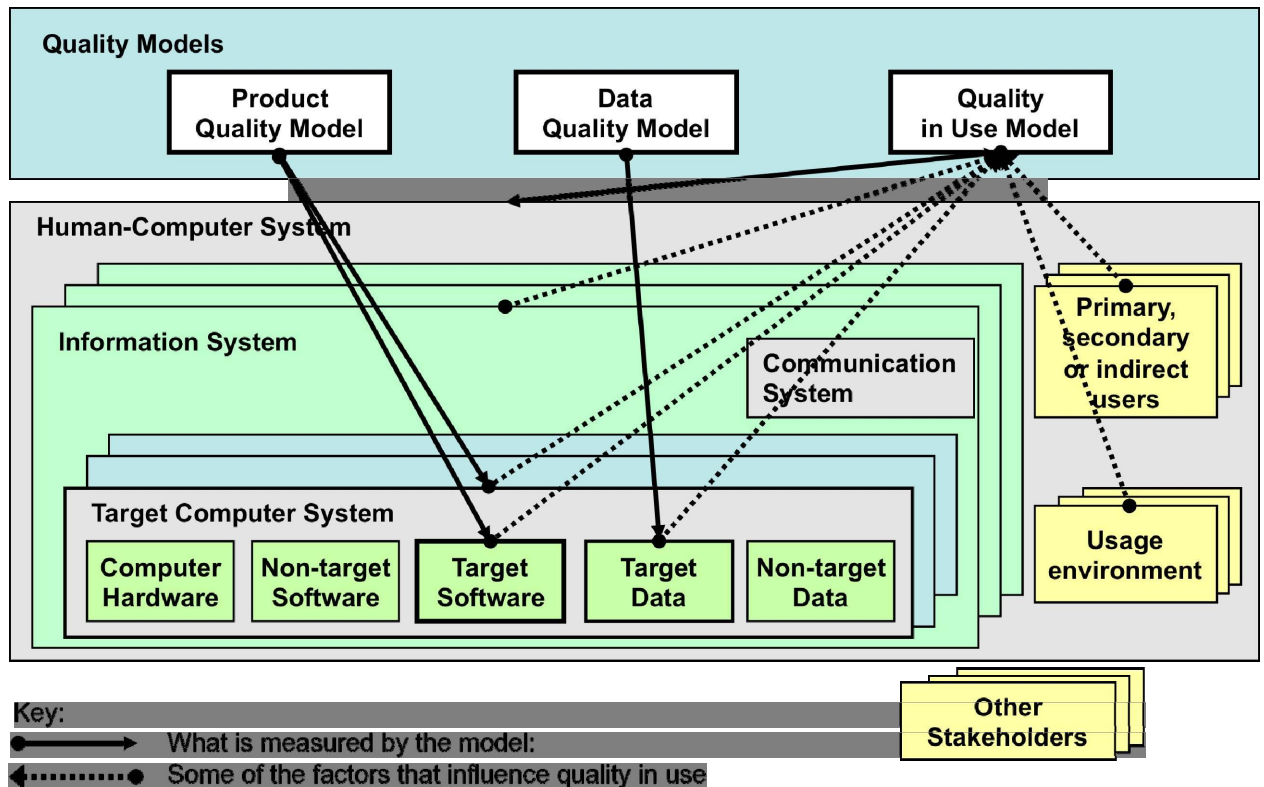 Quality Models
Product
Quality Model
Data
Quality Model
Quality
in Use Model
Human-Computer System
Information System
Communication
System
Primary,
secondary
or indirect
users
Target Computer System
Computer
Hardware
Non-target
Software
Target
Software
Target
Data
Non-target
Data
Usage
environment
Other
Stakeholders
Key:
What is measured by the model:
Some of the factors that influence quality in use